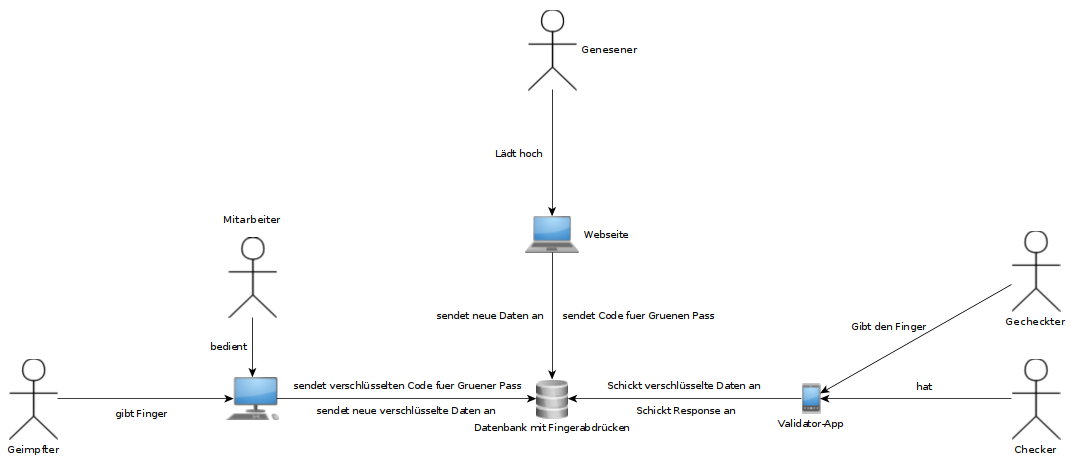 Genesener
Lädt hoch
Mitarbeiter
Webseite
sendet neue Daten an
sendet Code fuer Gruenen Pass
Gecheckter
Gibt den Finger
bedient
sendet verschlüsselten Code fuer Gruener Pass
Schickt verschlüsselte Daten an
hat
gibt Finger
sendet neue verschlüsselte Daten an
Schickt Response an
Datenbank mit Fingerabdrücken
Validator-App
Geimpfter
Checker